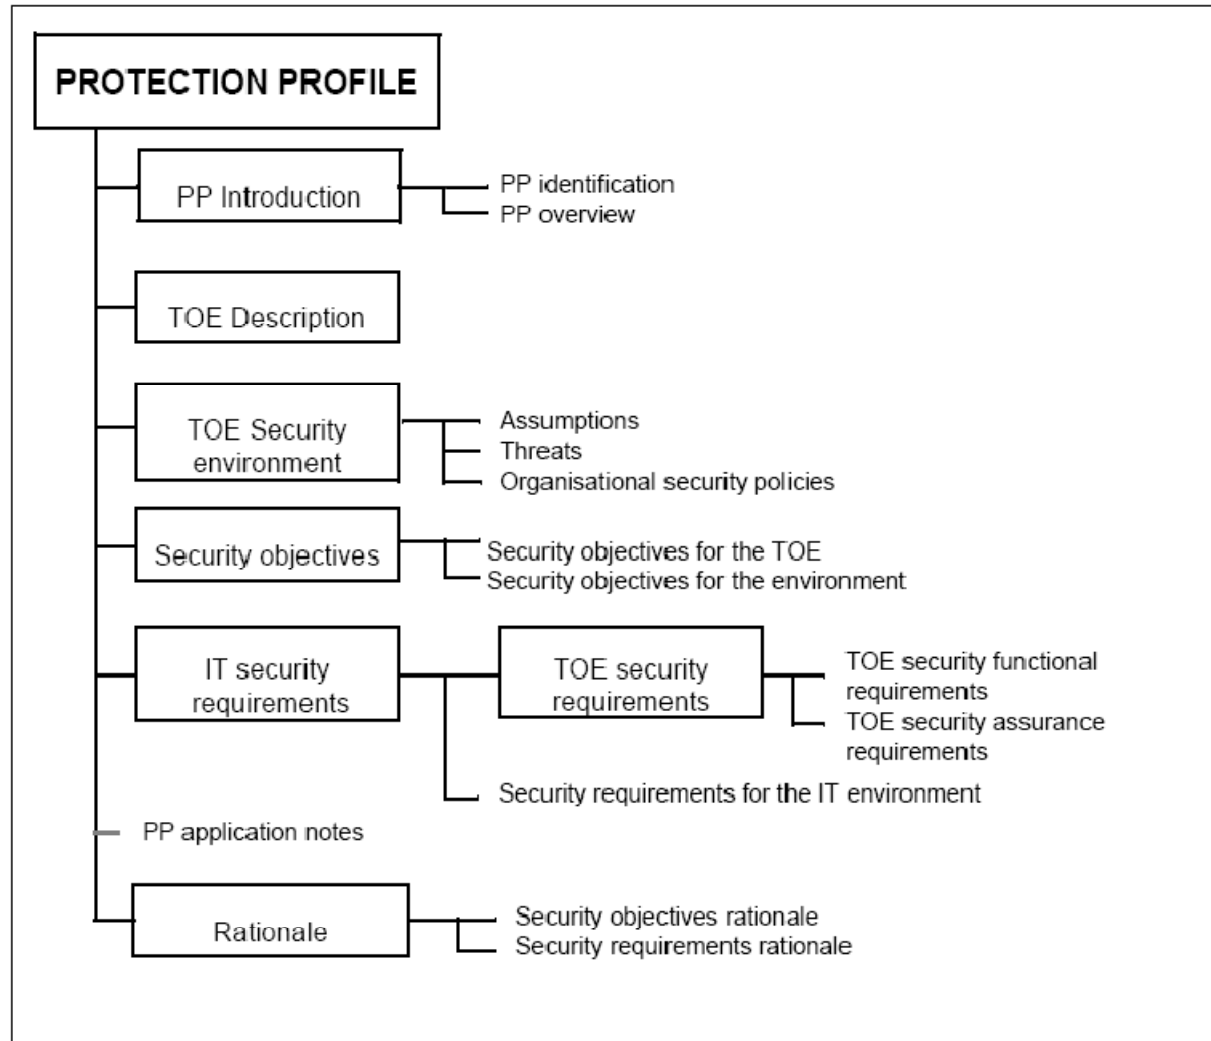 PROTECTION PROFILE
PP Introduction
PP identification
PP overview
TOE Description
TOE Security
environment
Assumptions
Threats
Organisational security policies
Security objectives
Security objectives for the TOE
Security objectives for the environment
IT security
requirements
TOE security
requirements
TOE security functional
requirements
TOE security assurance
requirements
Security requirements for the IT environment
PP application notes
Rationale
Security objectives rationale
Security requirements rationale